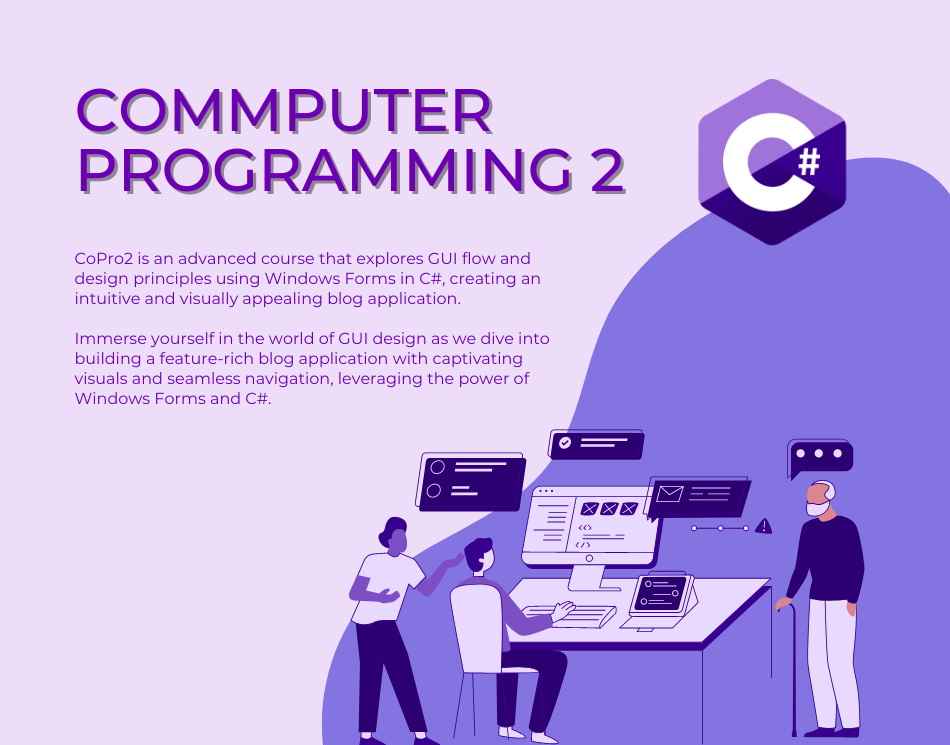 COMMPUTER
PROGRAMMING 2
C#
CoPro2 is an advanced course that explores GUI flow and
design principles using Windows Forms in C#, creating an
intuitive and visually appealing blog application.
Immerse yourself in the world of GUI design as we dive into
building a feature-rich blog application with captivating
visuals and seamless navigation, leveraging the power of
Windows Forms and C#.